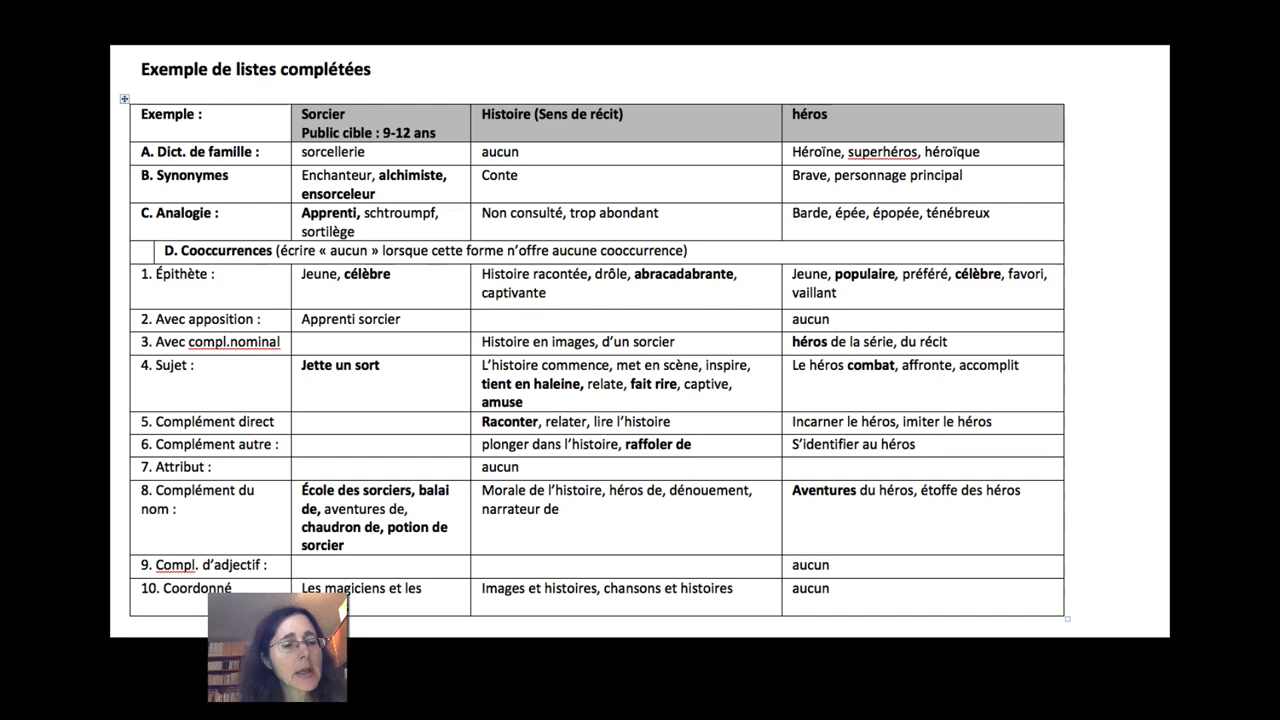 Exemple de listes complétées
Exemple : Sorcier Histoire (Sens de récit) héros
Public cible : 9-12 ans
A. Dict. de famille : sorcellerie aucun Héroïne, superhéros, héroïque
B. Synonymes Enchanteur, alchimiste, Conte Brave, personnage principal
ensorceleur
C. Analogie : Apprenti, schtroumpf, Non consulté, trop abondant Barde, épée, épopée, ténébreux
sortilège
D. Cooccurrences (écrire « aucun » lorsque cette forme n’offre aucune cooccurrence)
1. Épithète : Jeune, célèbre Histoire racontée, drôle, abracadabrante, Jeune, populaire, préféré, célèbre, favori,
captivante vaillant
2. Avec apposition : Apprenti sorcier aucun
3. Avec compl.nominal Histoire en images, d’un sorcier héros de la série, du récit
4. Sujet : Jette un sort L’histoire commence, met en scène, inspire, Le héros combat, affronte, accomplit
tient en haleine, relate, fait rire, captive,
amuse
5. Complément direct Raconter, relater, lire l’histoire Incarner le héros, imiter le héros
6. Complément autre : plonger dans l’histoire, raffoler de S’identifier au héros
7. Attribut : aucun
8. Complément du École des sorciers, balai Morale de l’histoire, héros de, dénouement, Aventures du héros, étoffe des héros
nom : de, aventures de, narrateur de
chaudron de, potion de
sorcier
9. Compl. d’adjectif : aucun
10. Coordonné Les magiciens et les Images et histoires, chansons et histoires aucun